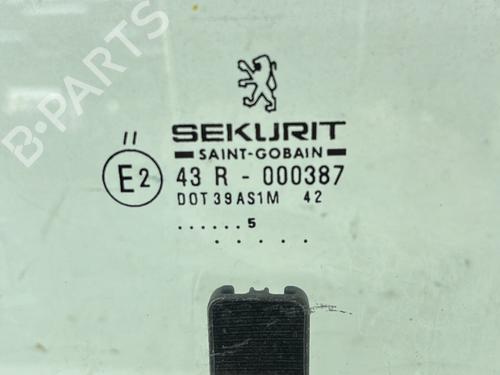 SEKURIT
SAINT-GOBAIN
II
E2
43 R - 000387
DOT39AS1M 42
......5
.....
B-PARTS